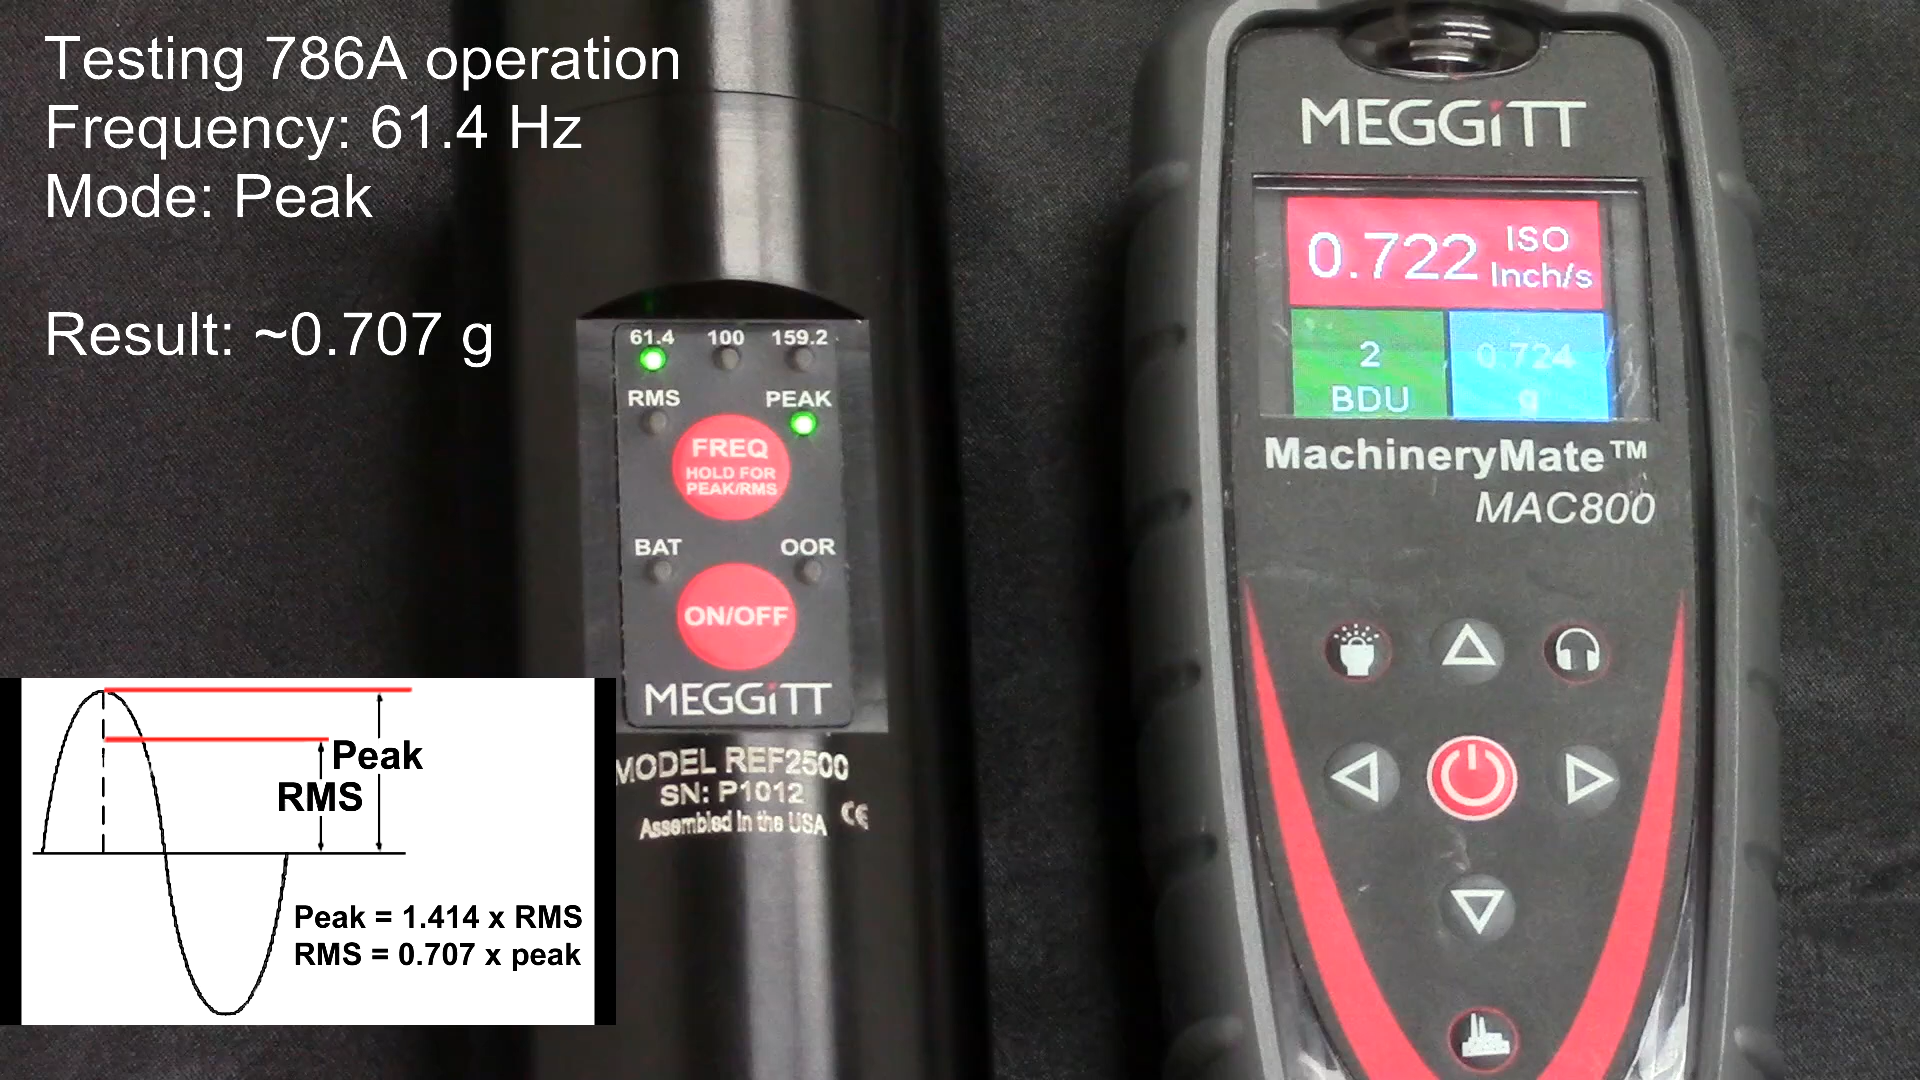 Testing 786A operation
Frequency: 61.4 Hz
Mode: Peak
Result: ~0.707 g
61.4 100 159.2
RMS PEAK
FREQ
HOLD FOR
PEAK/RMS
BAT OOR
ON/OFF
MEGGiTT
MODEL REF2500
SN: P1012
Assembled in the USA CE
MEGGiTT
0.722 ISO
Inch/s
2
BDU
0.724
g
MachineryMate™
MAC800
Peak
RMS
Peak = 1.414 x RMS
RMS = 0.707 x peak